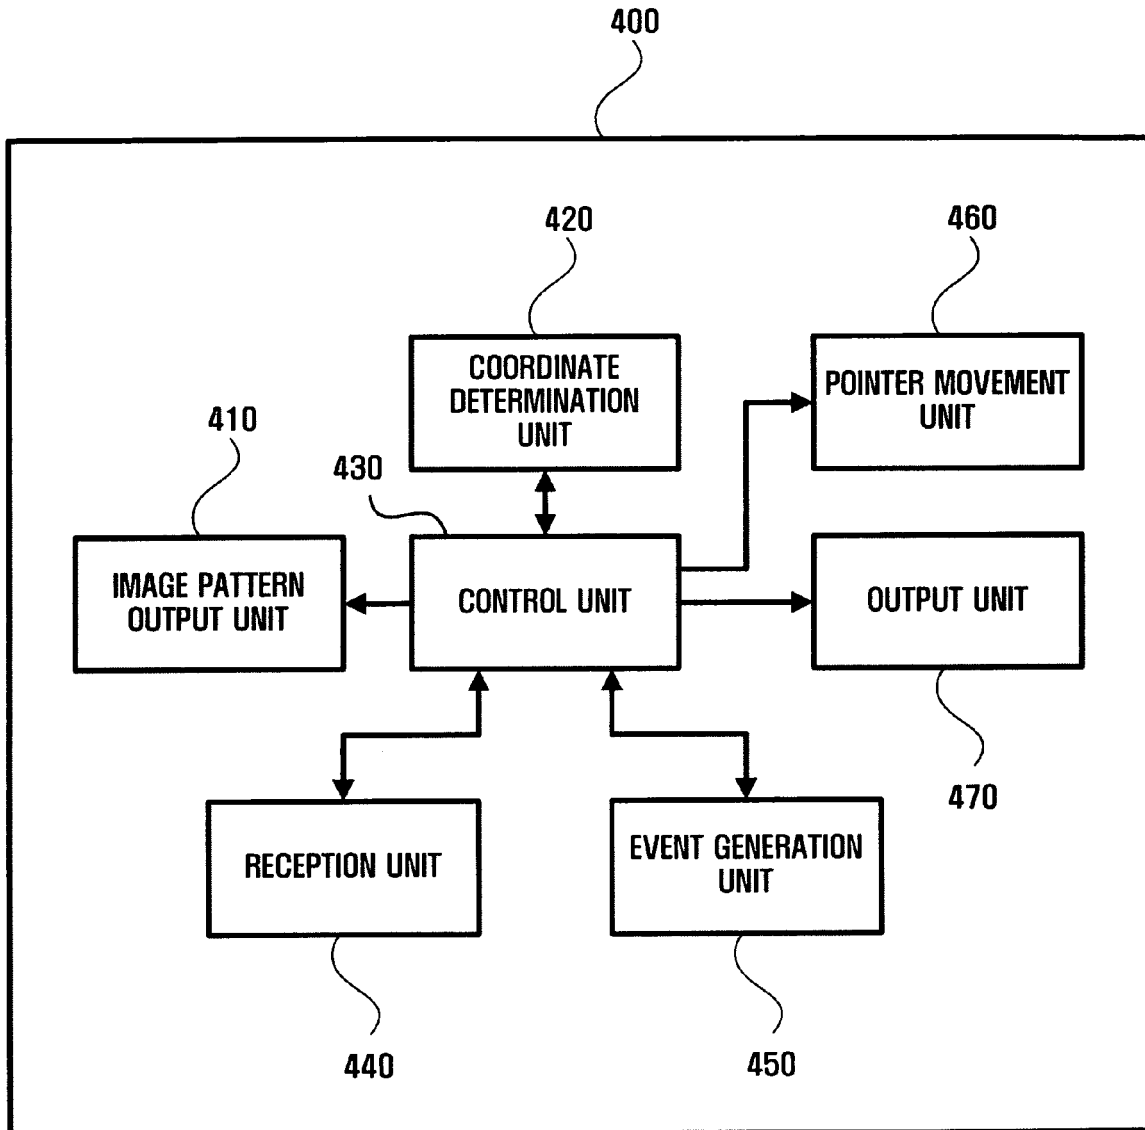 400
420
460
COORDINATE
DETERMINATION
UNIT
POINTER MOVEMENT
UNIT
410
430
IMAGE PATTERN
OUTPUT UNIT
CONTROL UNIT
OUTPUT UNIT
470
RECEPTION UNIT
EVENT GENERATION
UNIT
440
450